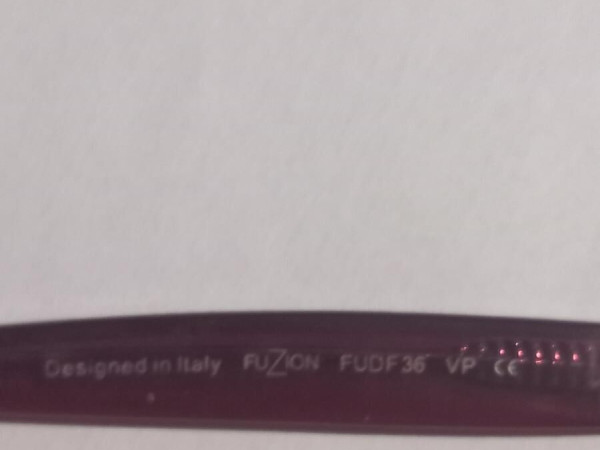 Designed in Italy FUZION FUDF36 VP CE